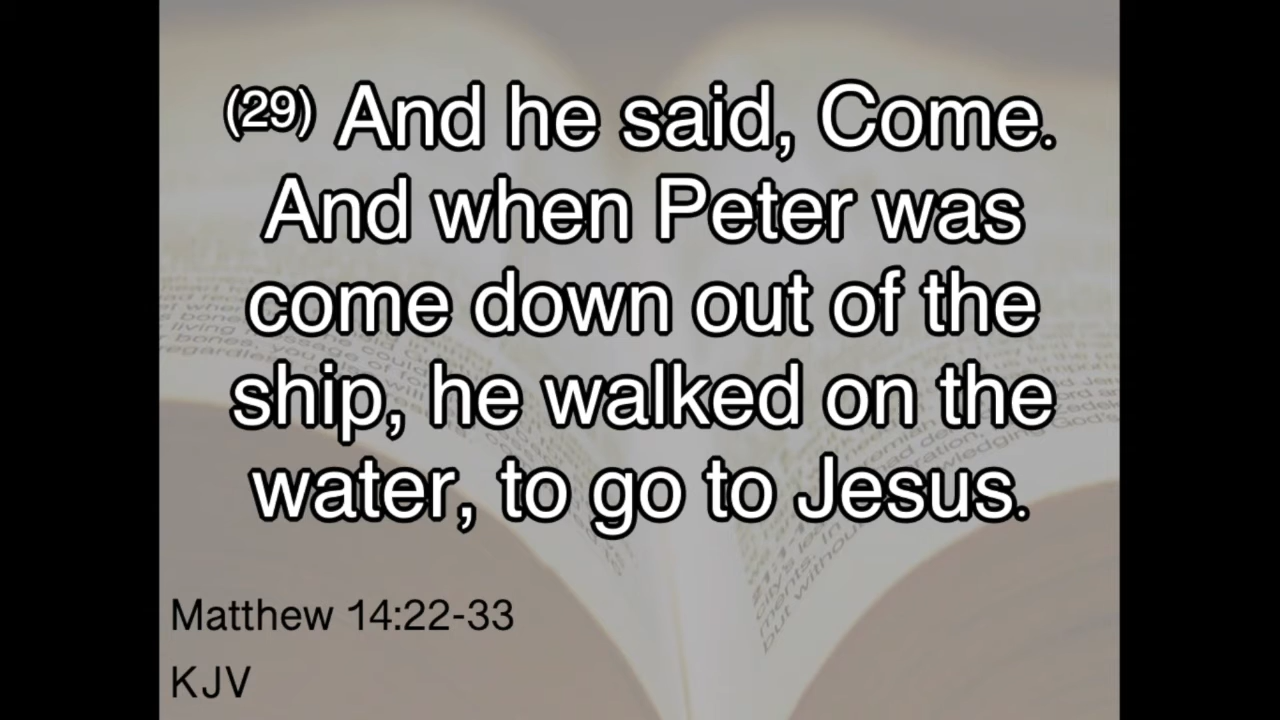 (29) And he said, Come.
And when Peter was
come down out of the
ship, he walked on the
water, to go to Jesus.
Matthew 14:22-33
KJV